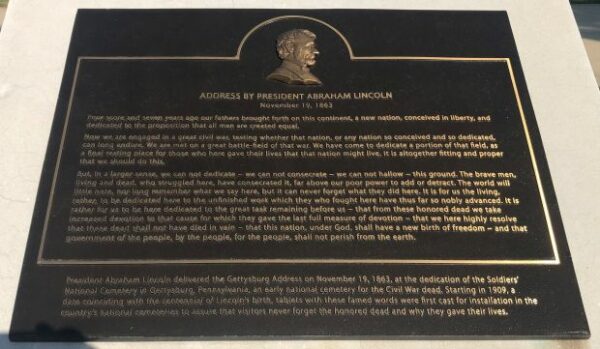 ADDRESS BY PRESIDENT ABRAHAM LINCOLN
November 19, 1863
Four score and seven years ago our fathers brought forth on this continent, a new nation, conceived in liberty, and
dedicated to the proposition that all men are created equal.
Now we are engaged in a great civil war, testing whether that nation, or any nation so conceived and so dedicated,
can long endure. We are met on a great battle-field of that war. We have come to dedicate a portion of that field, as
a final resting place for those who here gave their lives that that nation might live. It is altogether fitting and proper
that we should do this.
But, in a larger sense, we can not dedicate – we can not consecrate – we can not hallow – this ground. The brave men,
living and dead, who struggled here, have consecrated it, far above our poor power to add or detract. The world will
little note, nor long remember what we say here, but it can never forget what they did here. It is for us the living,
rather, to be dedicated here to the unfinished work which they who fought here have thus far so nobly advanced. It is
rather for us to be here dedicated to the great task remaining before us – that from these honored dead we take
increased devotion to that cause for which they gave the last full measure of devotion – that we here highly resolve
that these dead shall not have died in vain – that this nation, under God, shall have a new birth of freedom – and that
government of the people, by the people, for the people, shall not perish from the earth.
President Abraham Lincoln delivered the Gettysburg Address on November 19, 1863, at the dedication of the Soldiers'
National Cemetery in Gettysburg, Pennsylvania, an early national cemetery for the Civil War dead. Starting in 1909, a
date coinciding with the centennial of Lincoln's birth, tablets with these famed words were first cast for installation in the
country's national cemeteries to assure that visitors never forget the honored dead and why they gave their lives.